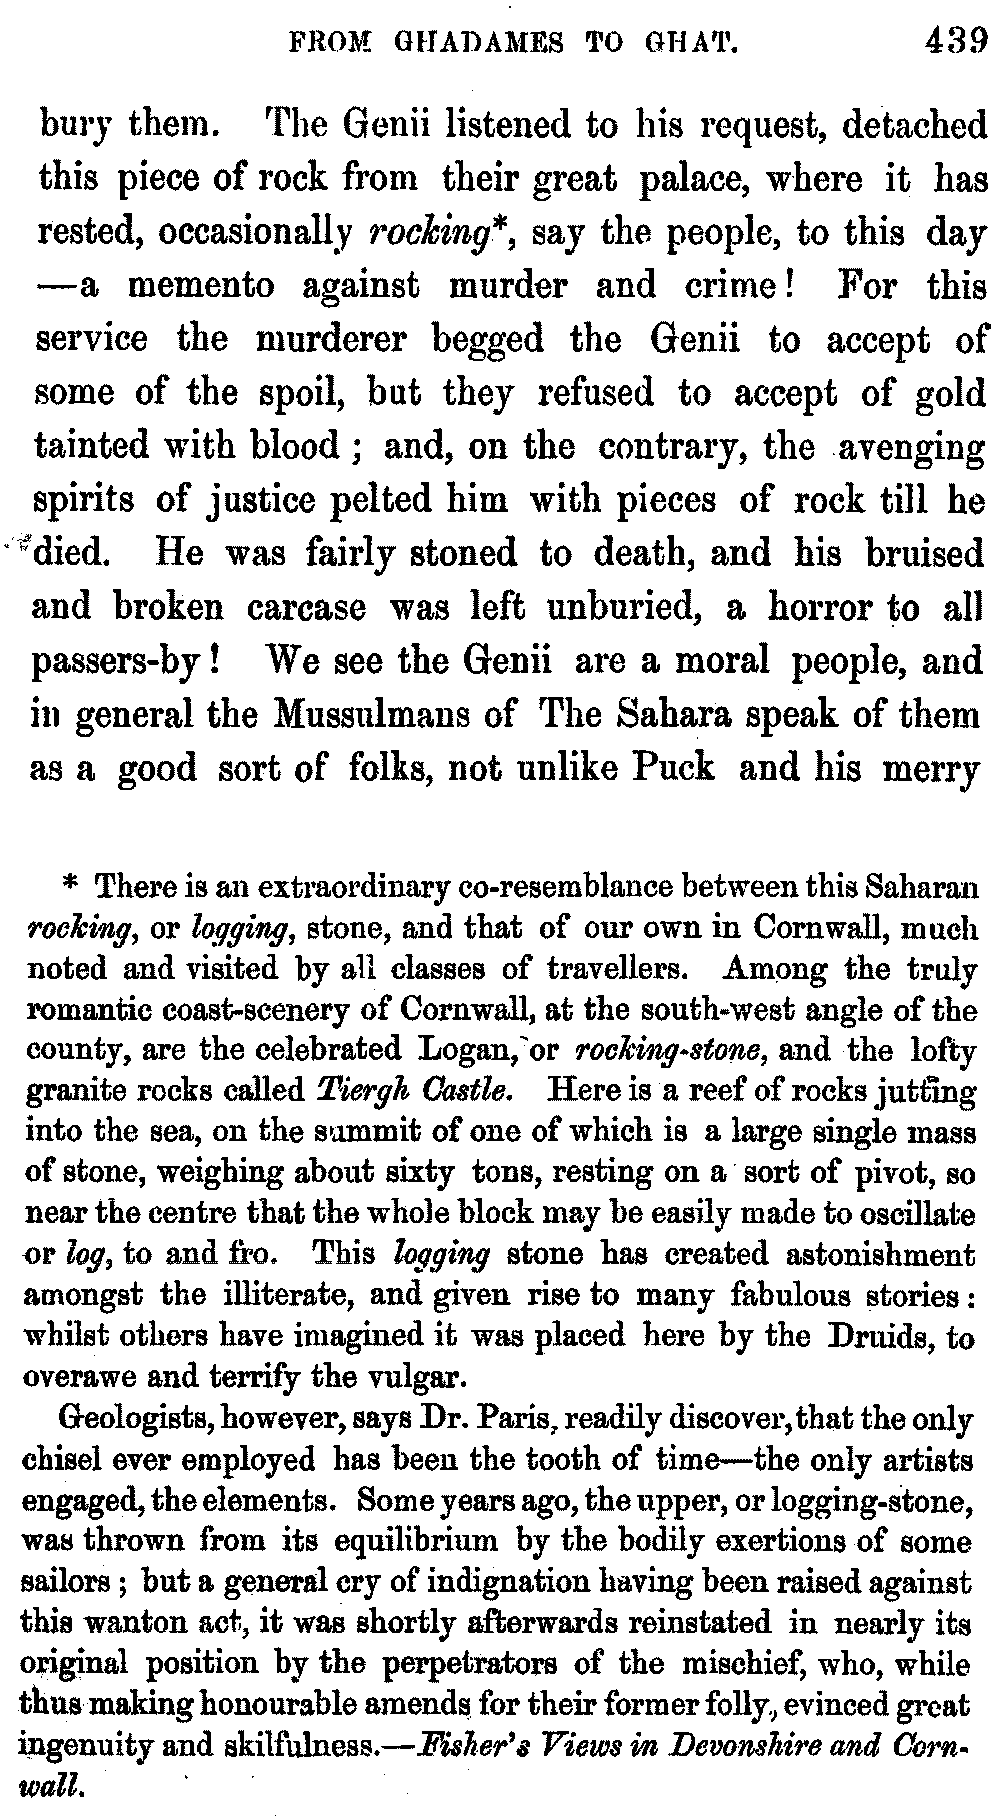 FROM GHADAMES TO GHAT. 439
bury them. The Genii listened to his request, detached
this piece of rock from their great palace, where it has
rested, occasionally rocking*, say the people, to this day
—a memento against murder and crime! For this
service the murderer begged the Genii to accept of
some of the spoil, but they refused to accept of gold
tainted with blood; and, on the contrary, the avenging
spirits of justice pelted him with pieces of rock till he
died. He was fairly stoned to death, and his bruised
and broken carcase was left unburied, a horror to all
passers-by! We see the Genii are a moral people, and
in general the Mussulmans of The Sahara speak of them
as a good sort of folks, not unlike Puck and his merry
* There is an extraordinary co-resemblance between this Saharan
rocking, or logging, stone, and that of our own in Cornwall, much
noted and visited by all classes of travellers. Among the truly
romantic coast-scenery of Cornwall, at the south-west angle of the
county, are the celebrated Logan, or rocking-stone, and the lofty
granite rocks called Tiergh Castle. Here is a reef of rocks jutting
into the sea, on the summit of one of which is a large single mass
of stone, weighing about sixty tons, resting on a sort of pivot, so
near the centre that the whole block may be easily made to oscillate
or log, to and fro. This logging stone has created astonishment
amongst the illiterate, and given rise to many fabulous stories:
whilst others have imagined it was placed here by the Druids, to
overawe and terrify the vulgar.
Geologists, however, says Dr. Paris, readily discover, that the only
chisel ever employed has been the tooth of time—the only artists
engaged, the elements. Some years ago, the upper, or logging-stone,
was thrown from its equilibrium by the bodily exertions of some
sailors; but a general cry of indignation having been raised against
this wanton act, it was shortly afterwards reinstated in nearly its
original position by the perpetrators of the mischief, who, while
thus making honourable amends for their former folly, evinced great
ingenuity and skilfulness.—Fisher's Views in Devonshire and Corn-
wall.